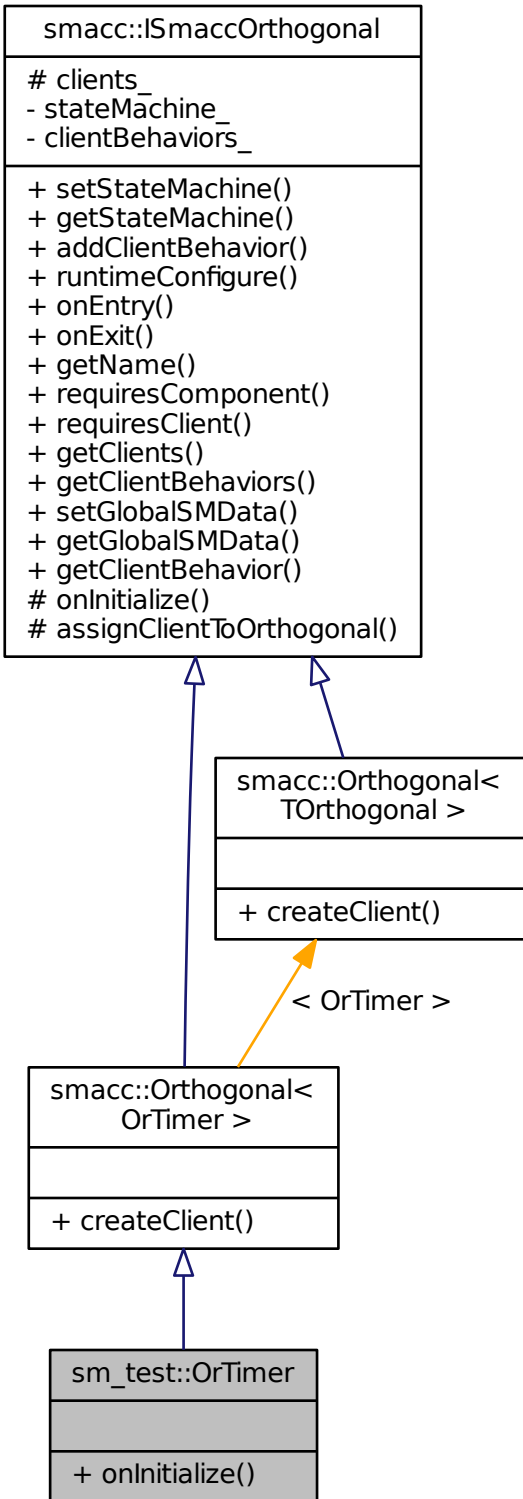 smacc::ISmaccOrthogonal
# clients_
- stateMachine_
- clientBehaviors_
+ setStateMachine()
+ getStateMachine()
+ addClientBehavior()
+ runtimeConfigure()
+ onEntry()
+ onExit()
+ getName()
+ requiresComponent()
+ requiresClient()
+ getClients()
+ getClientBehaviors()
+ setGlobalSMData()
+ getGlobalSMData()
+ getClientBehavior()
# onInitialize()
# assignClientToOrthogonal()
smacc::Orthogonal<
TOrthogonal >
+ createClient()
< OrTimer >
smacc::Orthogonal<
OrTimer >
+ createClient()
sm_test::OrTimer
+ onInitialize()